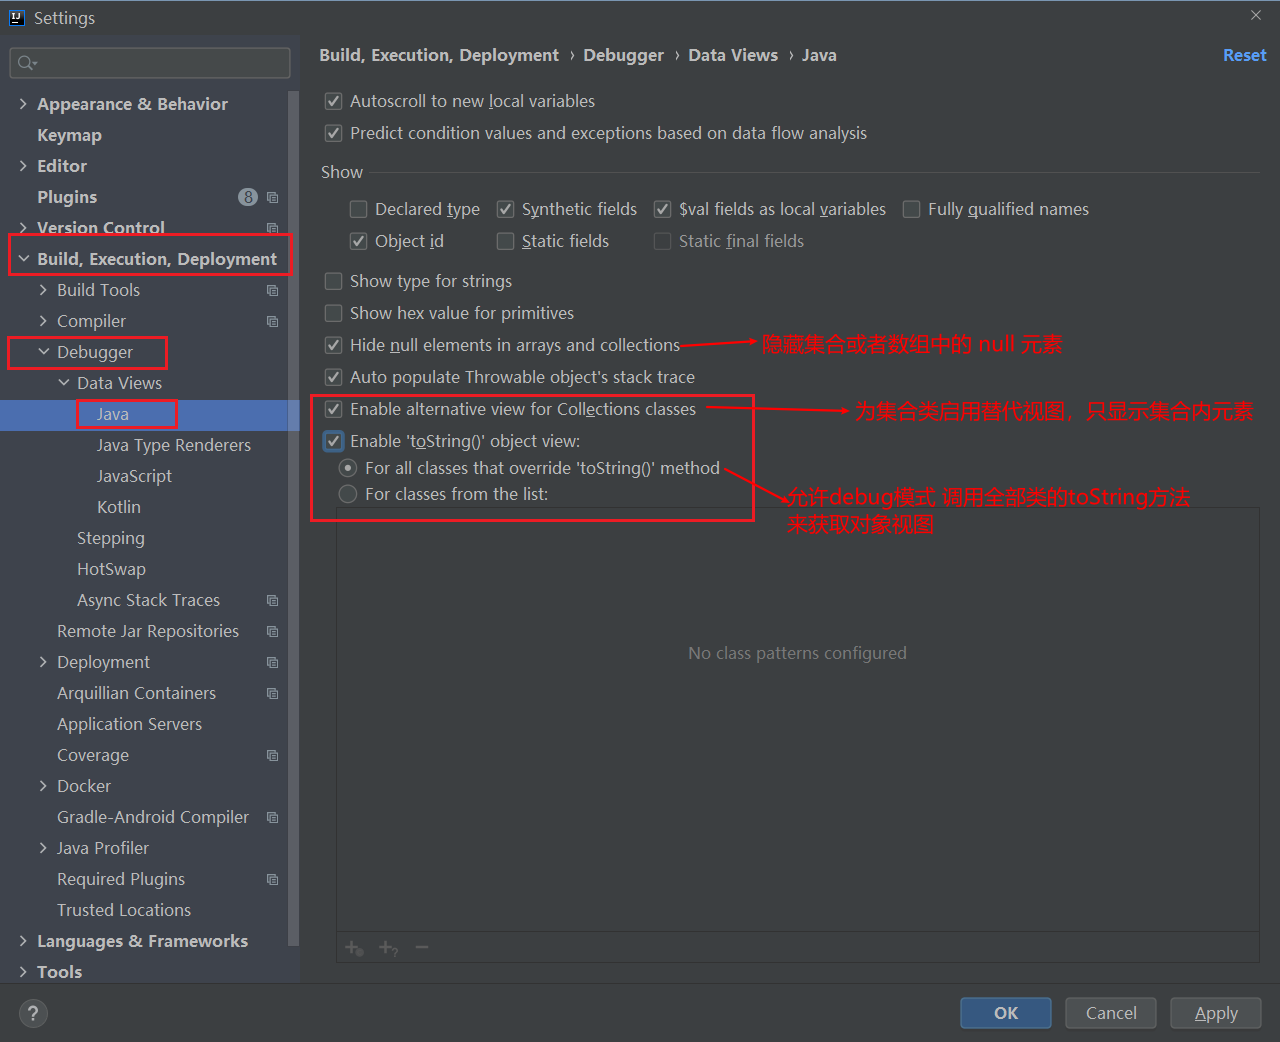 Settings
Appearance & Behavior
Keymap
Editor
Plugins 8
Version Control
Build, Execution, Deployment
Build Tools
Compiler
Debugger
Data Views
Java
Java Type Renderers
JavaScript
Kotlin
Stepping
HotSwap
Async Stack Traces
Remote Jar Repositories
Deployment
Arquillian Containers
Application Servers
Coverage
Docker
Gradle-Android Compiler
Java Profiler
Required Plugins
Trusted Locations
Languages & Frameworks
Tools
Build, Execution, Deployment › Debugger › Data Views › Java Reset
Autoscroll to new local variables
Predict condition values and exceptions based on data flow analysis
Show
Declared type Synthetic fields $val fields as local variables Fully qualified names
Object id Static fields Static final fields
Show type for strings
Show hex value for primitives
Hide null elements in arrays and collections 隐藏集合或者数组中的 null 元素
Auto populate Throwable object's stack trace
Enable alternative view for Collections classes 为集合类启用替代视图，只显示集合内元素
Enable 'toString()' object view:
For all classes that override 'toString()' method
For classes from the list:
允许debug模式 调用全部类的toString方法
来获取对象视图
No class patterns configured
? OK Cancel Apply